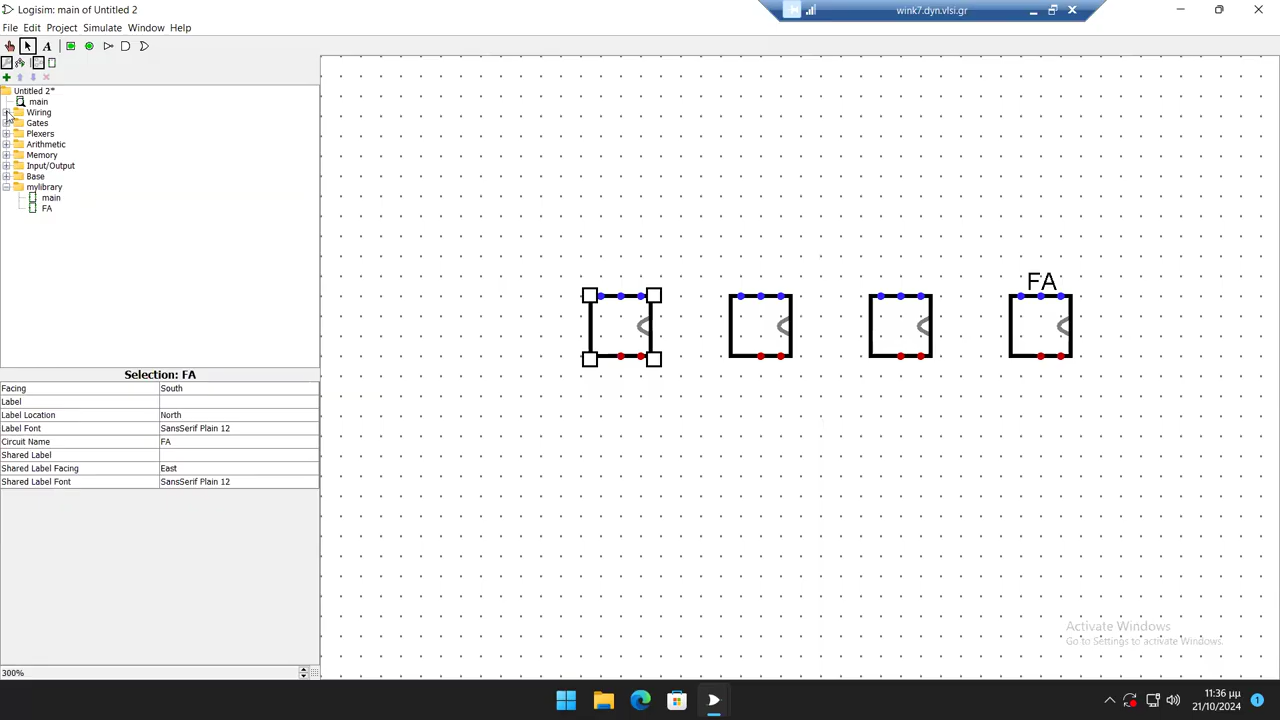 Logisim: main of Untitled 2
wink7.dyn.vlsi.gr
File Edit Project Simulate Window Help
A
Untitled 2*
main
Wiring
Gates
Plexers
Arithmetic
Memory
Input/Output
Base
mylibrary
main
FA
FA
Selection: FA
Facing South
Label
Label Location North
Label Font SansSerif Plain 12
Circuit Name FA
Shared Label
Shared Label Facing East
Shared Label Font SansSerif Plain 12
Activate Windows
Go to Settings to activate Windows.
300%
11:36 μμ
21/10/2024
1